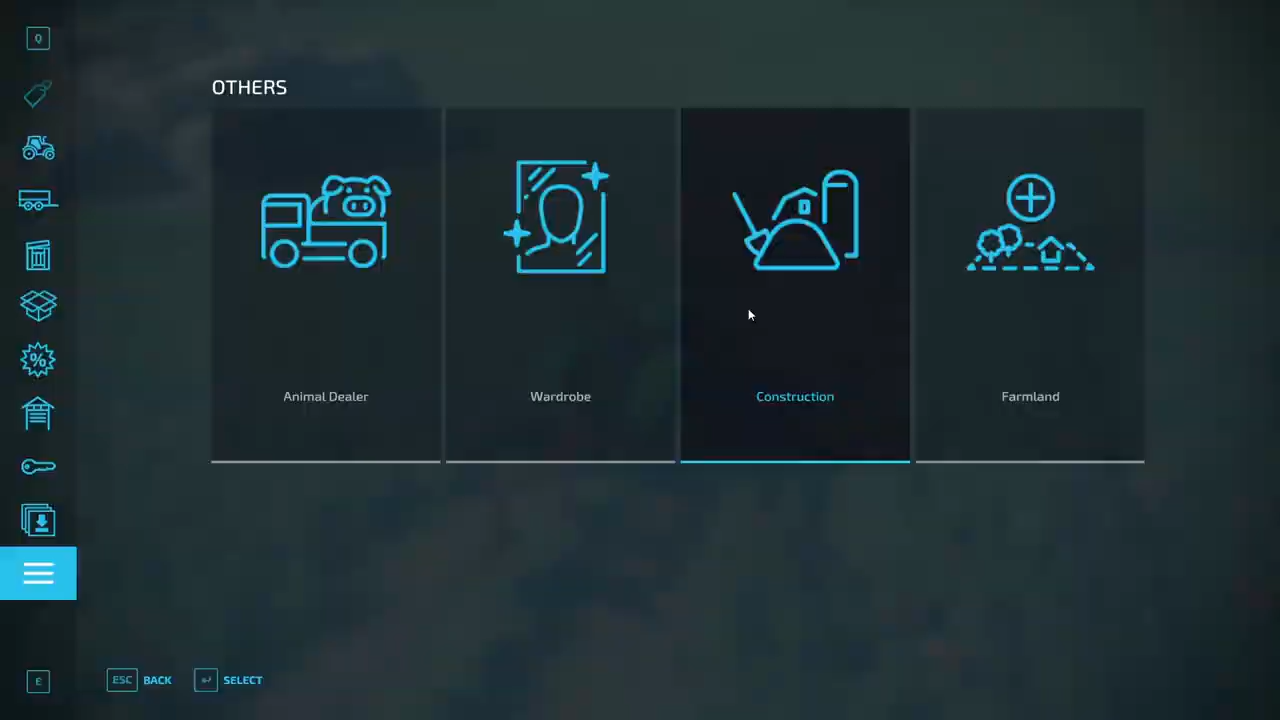 Q
OTHERS
Animal Dealer
Wardrobe
Construction
Farmland
%
E
ESC BACK
SELECT